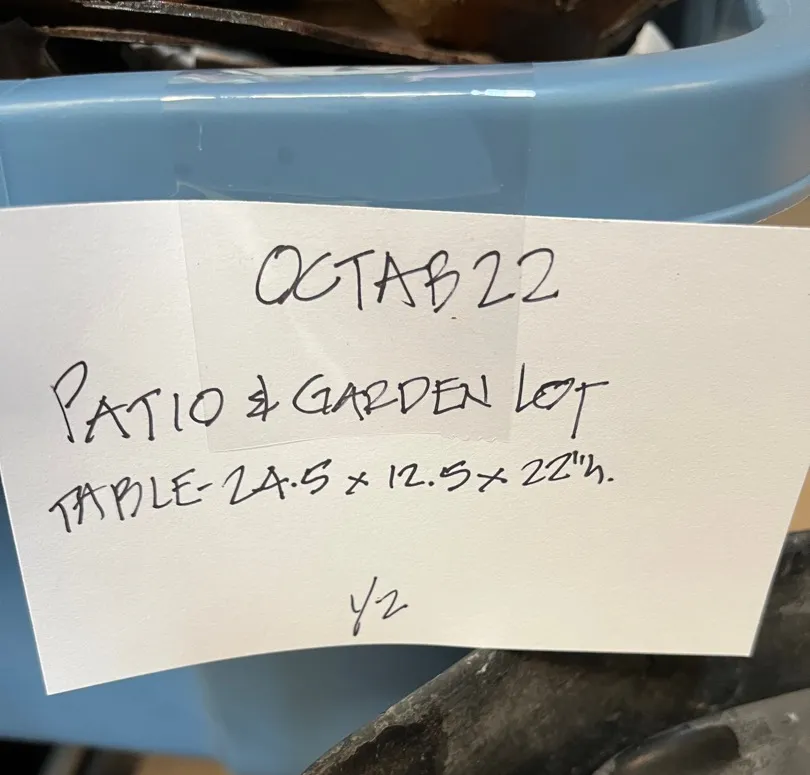 OCTAB22
PATIO & GARDEN LOT
TABLE- 24.5 x 12.5 x 22"h.
1/2